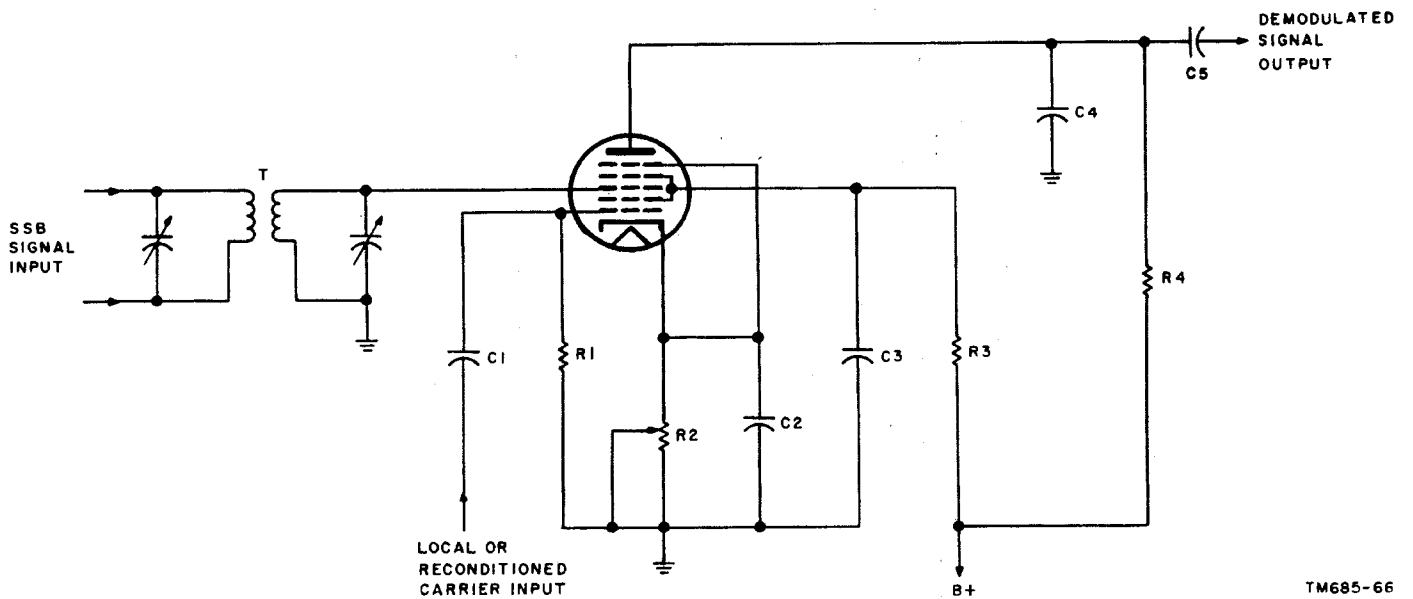 DEMODULATED
SIGNAL
OUTPUT
C5
C4
T
SSB
SIGNAL
INPUT
R4
C1
R1
C3
R3
R2
C2
LOCAL OR
RECONDITIONED
CARRIER INPUT
B+
TM685-66